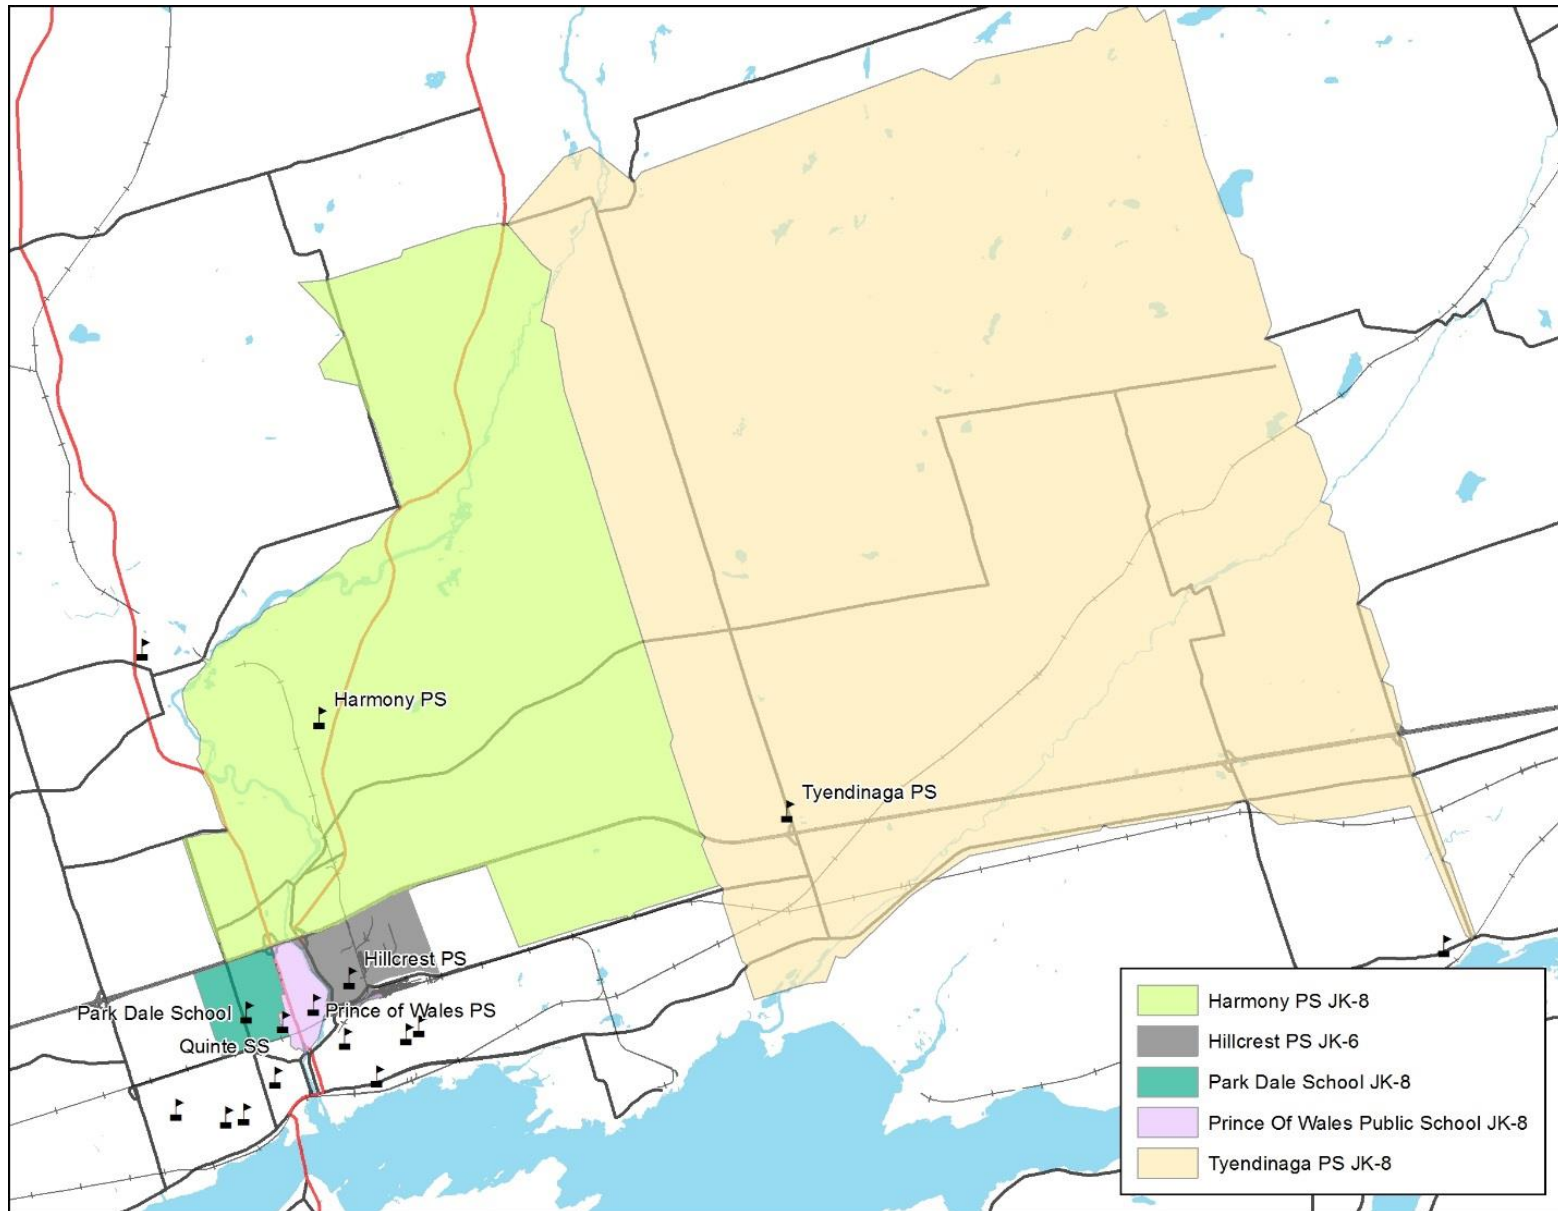 Harmony PS
Tyendinaga PS
Hillcrest PS
Park Dale School
Prince of Wales PS
Quinte SS
Harmony PS JK-8
Hillcrest PS JK-6
Park Dale School JK-8
Prince Of Wales Public School JK-8
Tyendinaga PS JK-8